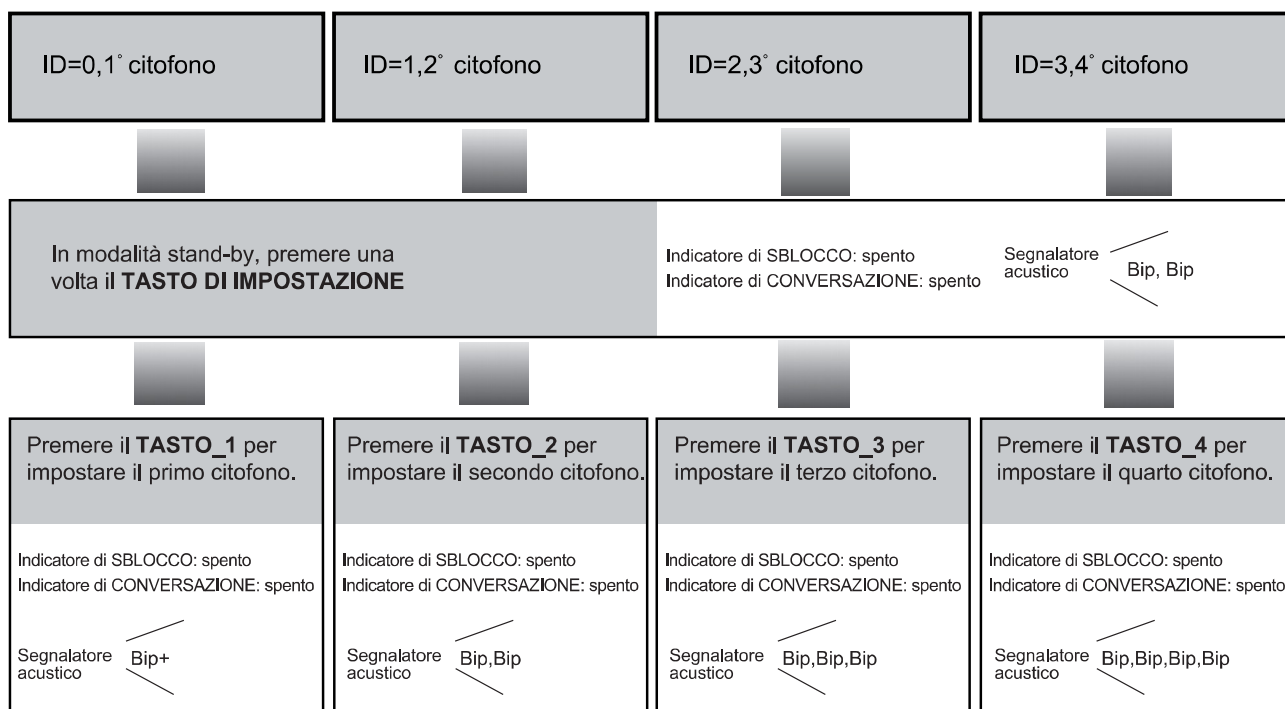 ID=0,1° citofono
ID=1,2° citofono
ID=2,3° citofono
ID=3,4° citofono
In modalità stand-by, premere una
volta il TASTO DI IMPOSTAZIONE
Indicatore di SBLOCCO: spento
Indicatore di CONVERSAZIONE: spento
Segnalatore
acustico
Bip, Bip
Premere il TASTO_1 per
impostare il primo citofono.
Indicatore di SBLOCCO: spento
Indicatore di CONVERSAZIONE: spento
Segnalatore
acustico
Bip+
Premere il TASTO_2 per
impostare il secondo citofono.
Indicatore di SBLOCCO: spento
Indicatore di CONVERSAZIONE: spento
Segnalatore
acustico
Bip,Bip
Premere il TASTO_3 per
impostare il terzo citofono.
Indicatore di SBLOCCO: spento
Indicatore di CONVERSAZIONE: spento
Segnalatore
acustico
Bip,Bip,Bip
Premere il TASTO_4 per
impostare il quarto citofono.
Indicatore di SBLOCCO: spento
Indicatore di CONVERSAZIONE: spento
Segnalatore
acustico
Bip,Bip,Bip,Bip